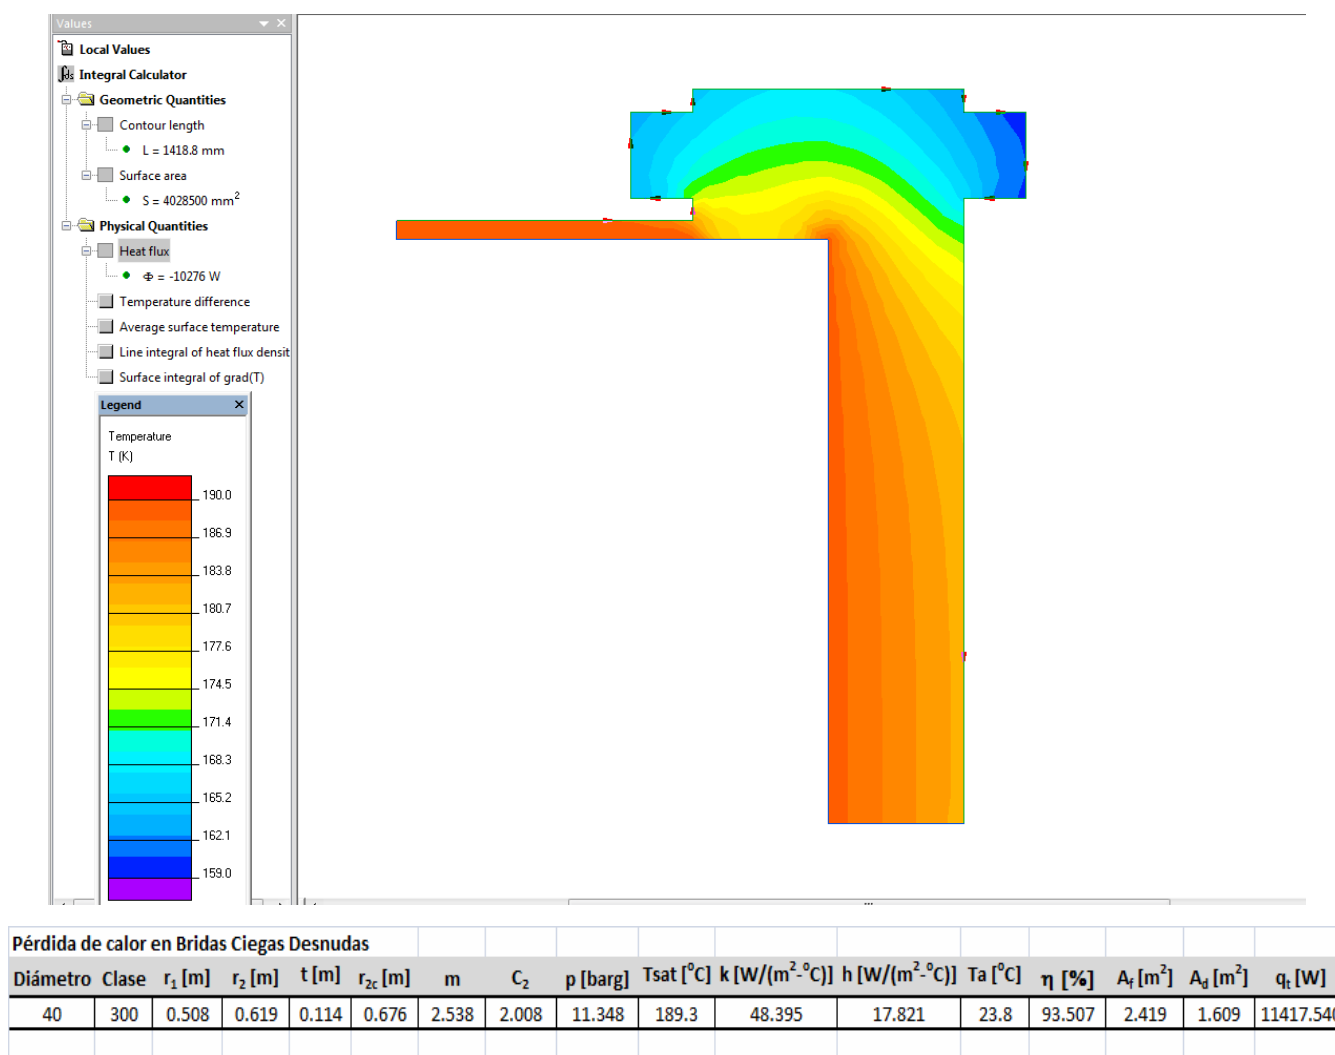 Values
Local Values
Integral Calculator
Geometric Quantities
Contour length
L = 1418.8 mm
Surface area
S = 4028500 mm²
Physical Quantities
Heat flux
Φ = -10276 W
Temperature difference
Average surface temperature
Line integral of heat flux densit
Surface integral of grad(T)
Legend
Temperature
T (K)
190.0
186.9
183.8
180.7
177.6
174.5
171.4
168.3
165.2
162.1
159.0
Pérdida de calor en Bridas Ciegas Desnudas
Diámetro Clase r₁ [m] r₂ [m] t [m] r₂c [m] m C₂ p [barg] Tsat [⁰C] k [W/(m²-⁰C)] h [W/(m²-⁰C)] Ta [⁰C] η [%] Af [m²] Ad [m²] qt [W]
40 300 0.508 0.619 0.114 0.676 2.538 2.008 11.348 189.3 48.395 17.821 23.8 93.507 2.419 1.609 11417.540